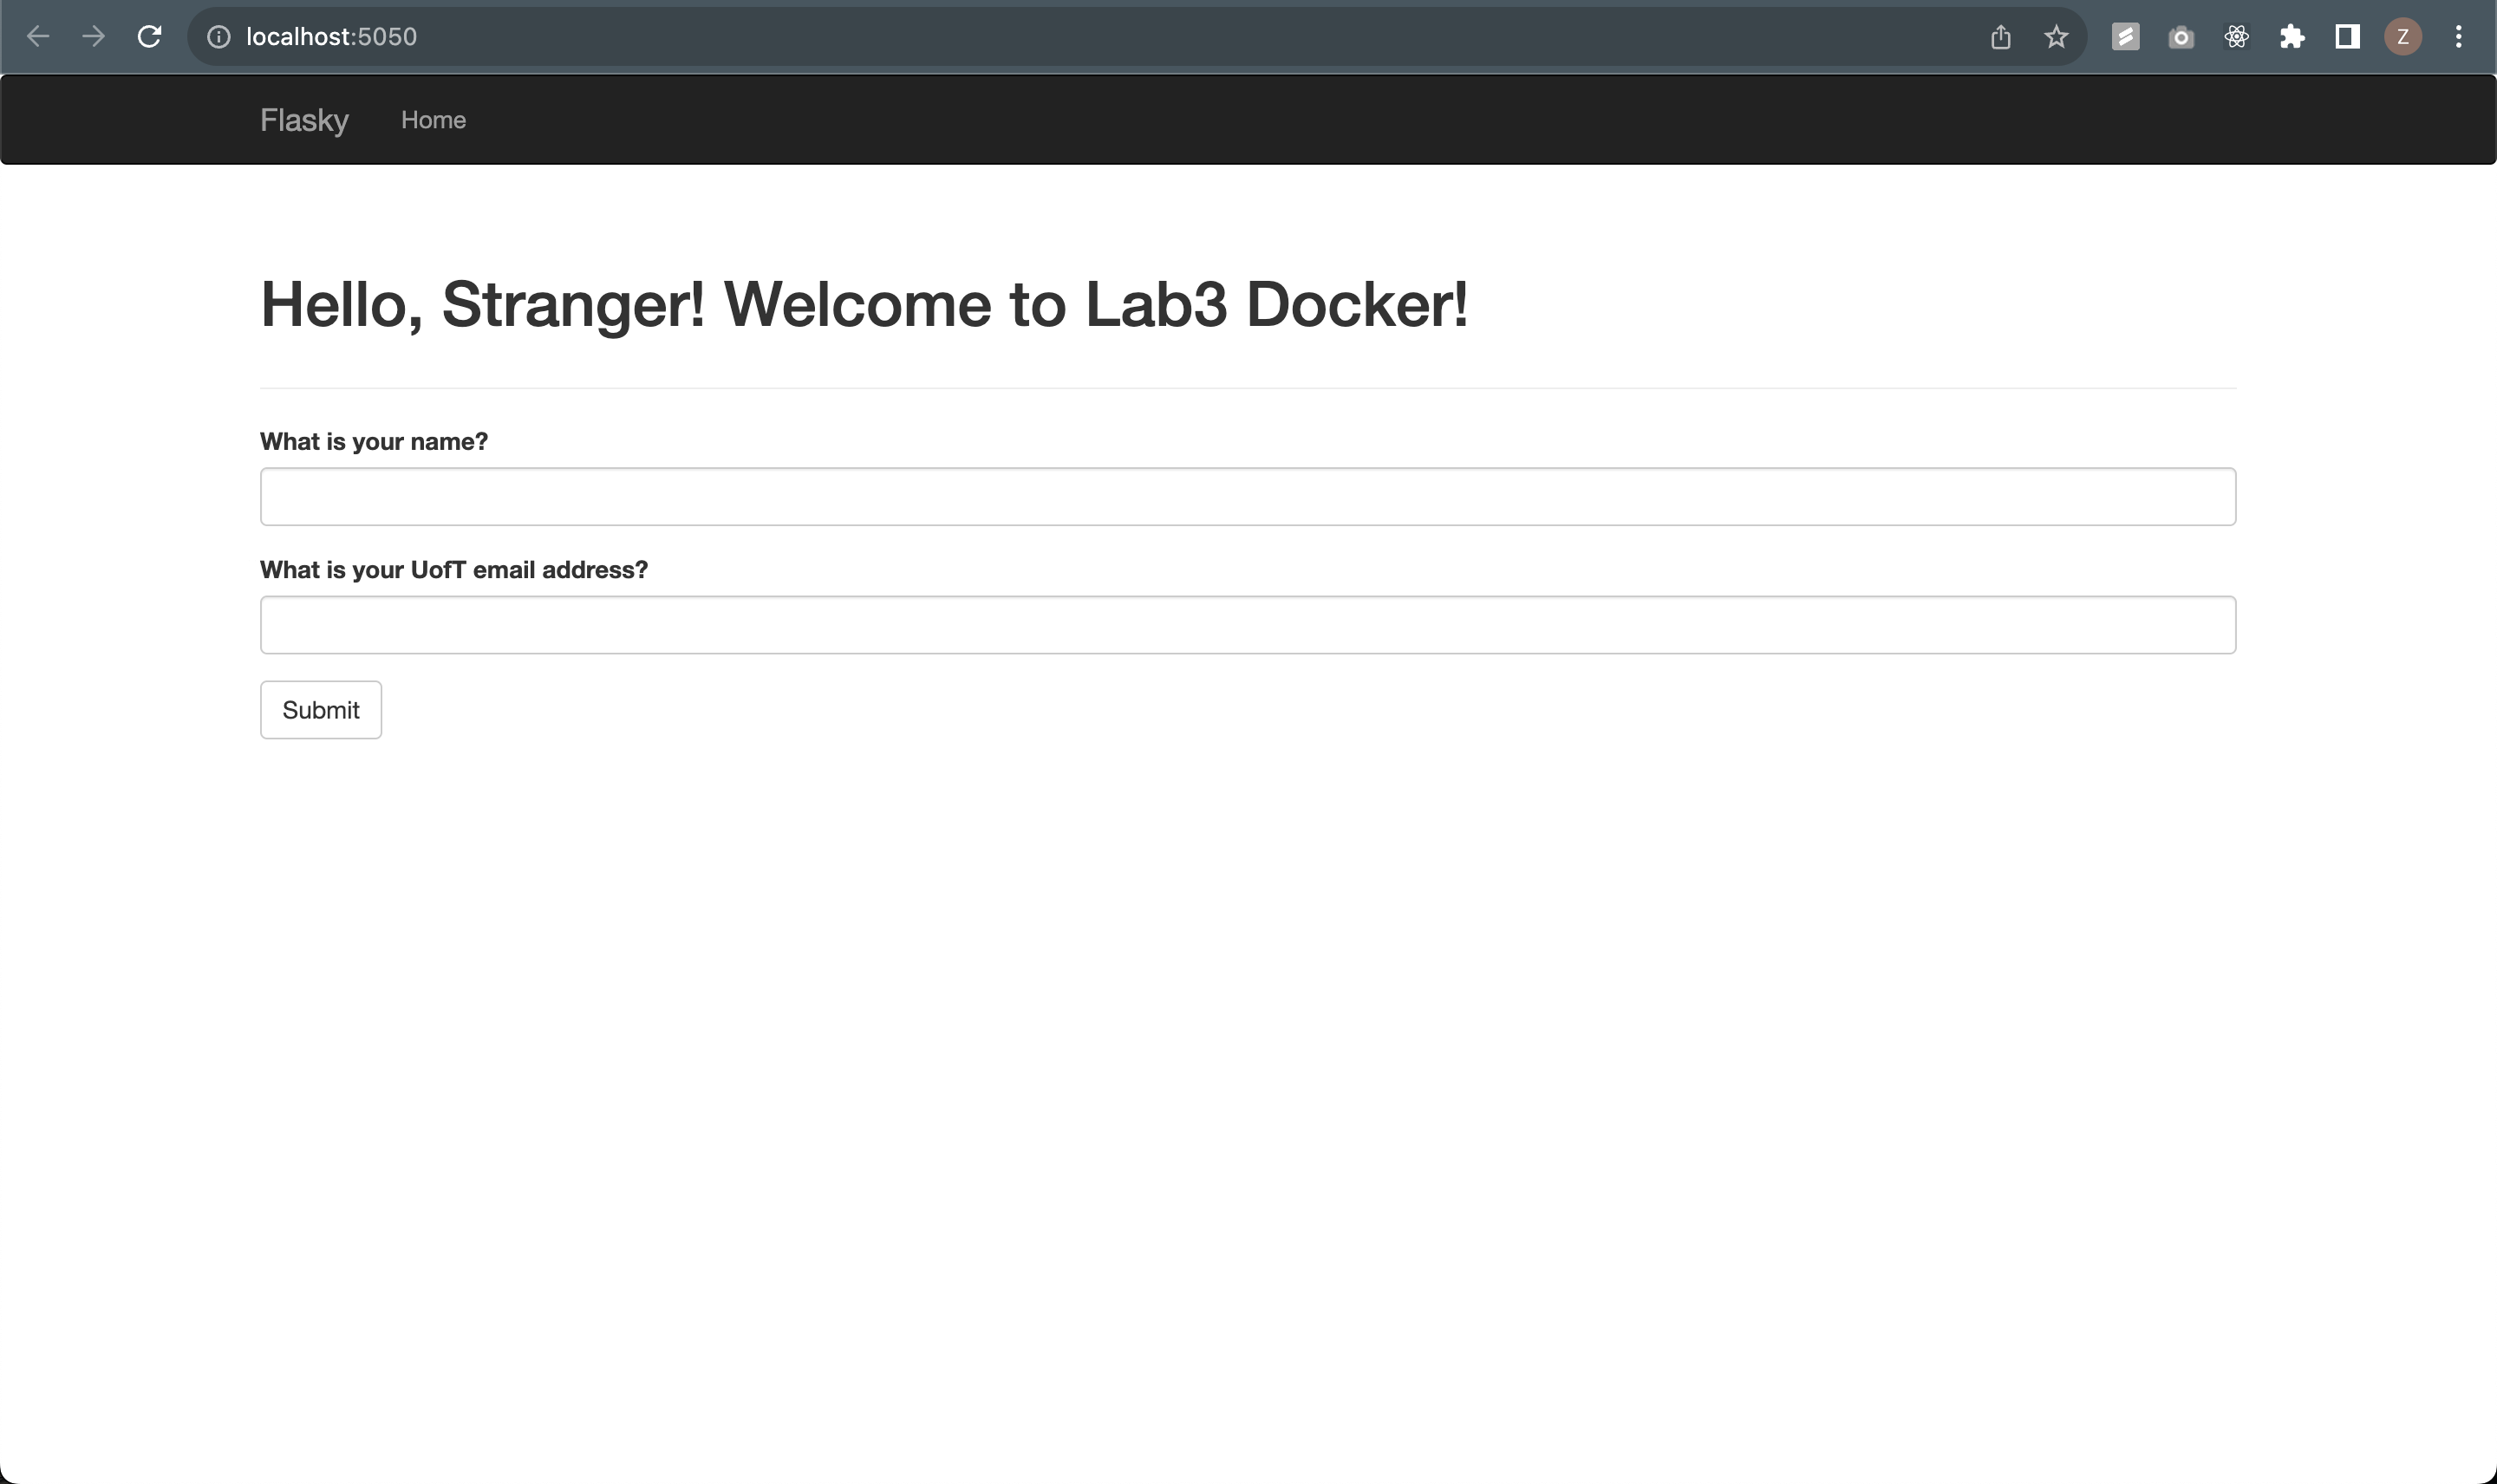 localhost:5050
Z
Flasky Home
Hello, Stranger! Welcome to Lab3 Docker!
What is your name?
What is your UofT email address?
Submit